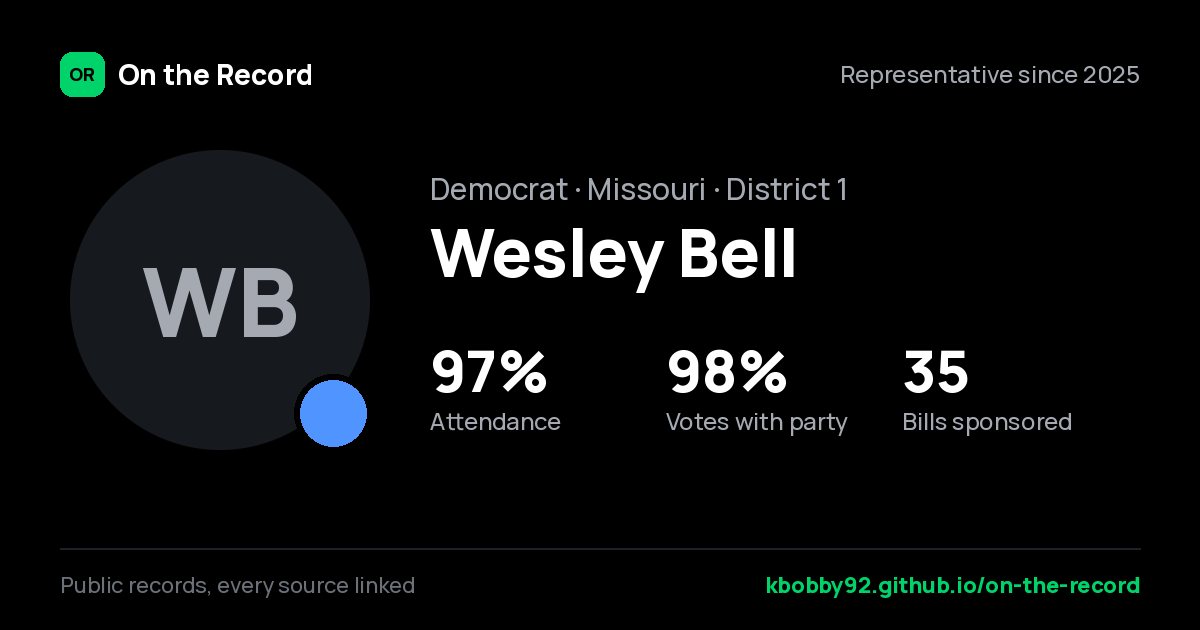 OR On the Record
Representative since 2025
Democrat · Missouri · District 1
Wesley Bell
WB
97% 98% 35
Attendance Votes with party Bills sponsored
Public records, every source linked
kbobby92.github.io/on-the-record